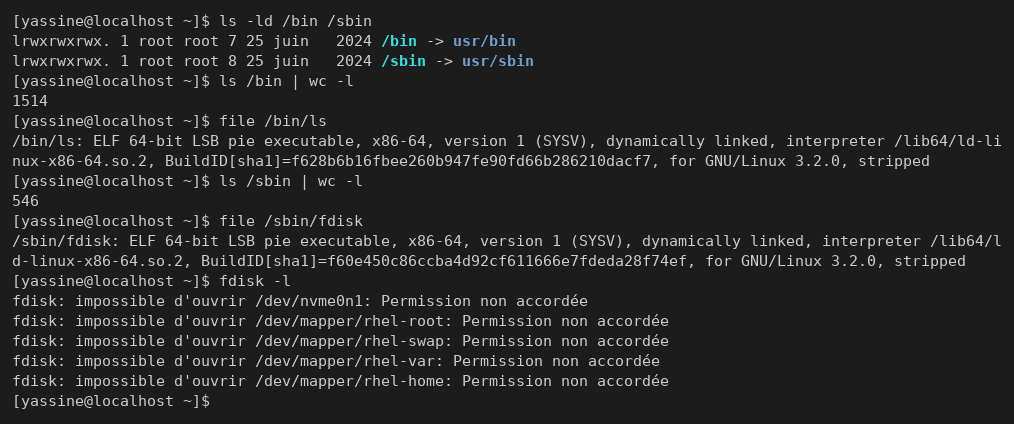 [yassine@localhost ~]$ ls -ld /bin /sbin
lrwxrwxrwx. 1 root root 7 25 juin   2024 /bin -> usr/bin
lrwxrwxrwx. 1 root root 8 25 juin   2024 /sbin -> usr/sbin
[yassine@localhost ~]$ ls /bin | wc -l
1514
[yassine@localhost ~]$ file /bin/ls
/bin/ls: ELF 64-bit LSB pie executable, x86-64, version 1 (SYSV), dynamically linked, interpreter /lib64/ld-li
nux-x86-64.so.2, BuildID[sha1]=f628b6b16fbee260b947fe90fd66b286210dacf7, for GNU/Linux 3.2.0, stripped
[yassine@localhost ~]$ ls /sbin | wc -l
546
[yassine@localhost ~]$ file /sbin/fdisk
/sbin/fdisk: ELF 64-bit LSB pie executable, x86-64, version 1 (SYSV), dynamically linked, interpreter /lib64/l
d-linux-x86-64.so.2, BuildID[sha1]=f60e450c86ccba4d92cf611666e7fdeda28f74ef, for GNU/Linux 3.2.0, stripped
[yassine@localhost ~]$ fdisk -l
fdisk: impossible d'ouvrir /dev/nvme0n1: Permission non accordée
fdisk: impossible d'ouvrir /dev/mapper/rhel-root: Permission non accordée
fdisk: impossible d'ouvrir /dev/mapper/rhel-swap: Permission non accordée
fdisk: impossible d'ouvrir /dev/mapper/rhel-var: Permission non accordée
fdisk: impossible d'ouvrir /dev/mapper/rhel-home: Permission non accordée
[yassine@localhost ~]$